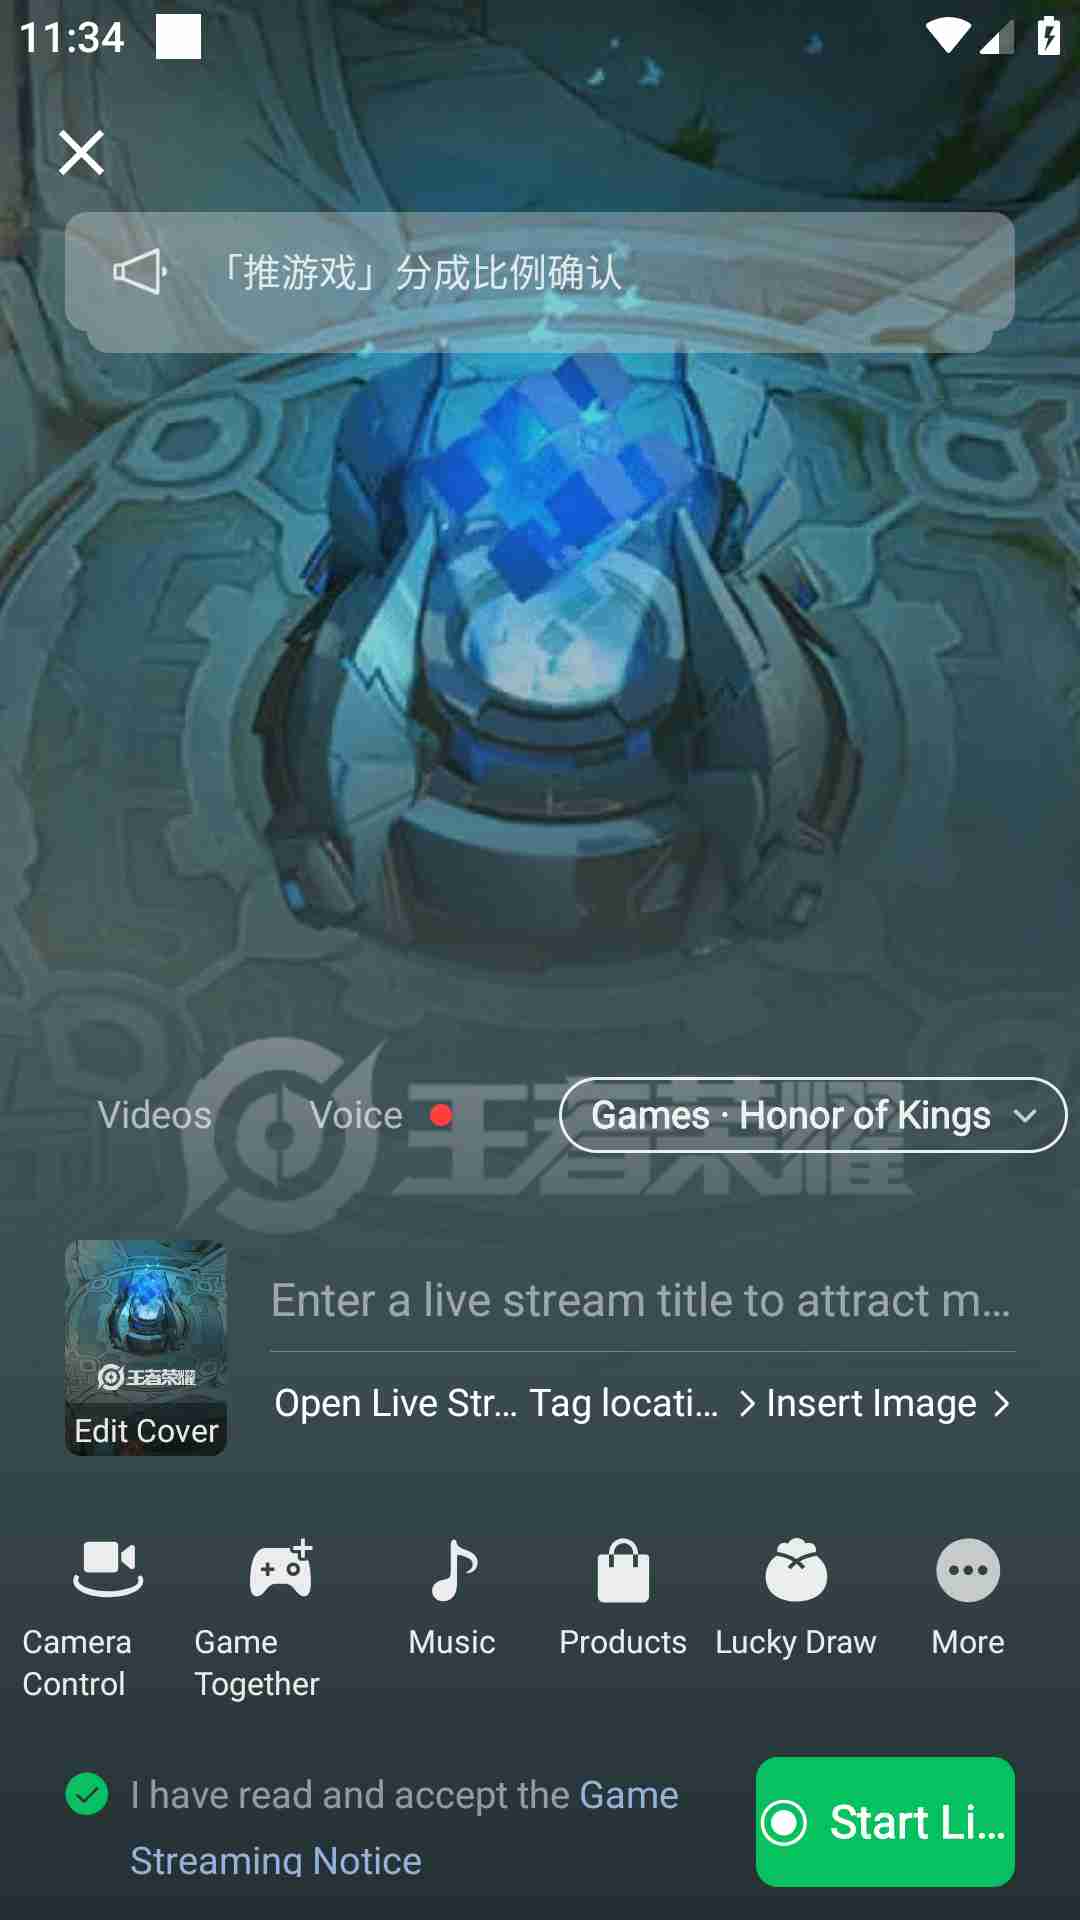 11:34
「推游戏」分成比例确认
王者荣耀
Videos
Voice
Games · Honor of Kings
Enter a live stream title to attract m…
王者荣耀
Edit Cover
Open Live Str… Tag locati… Insert Image
Camera Control
Game Together
Music
Products
Lucky Draw
More
I have read and accept the Game
Streaming Notice
Start Li…